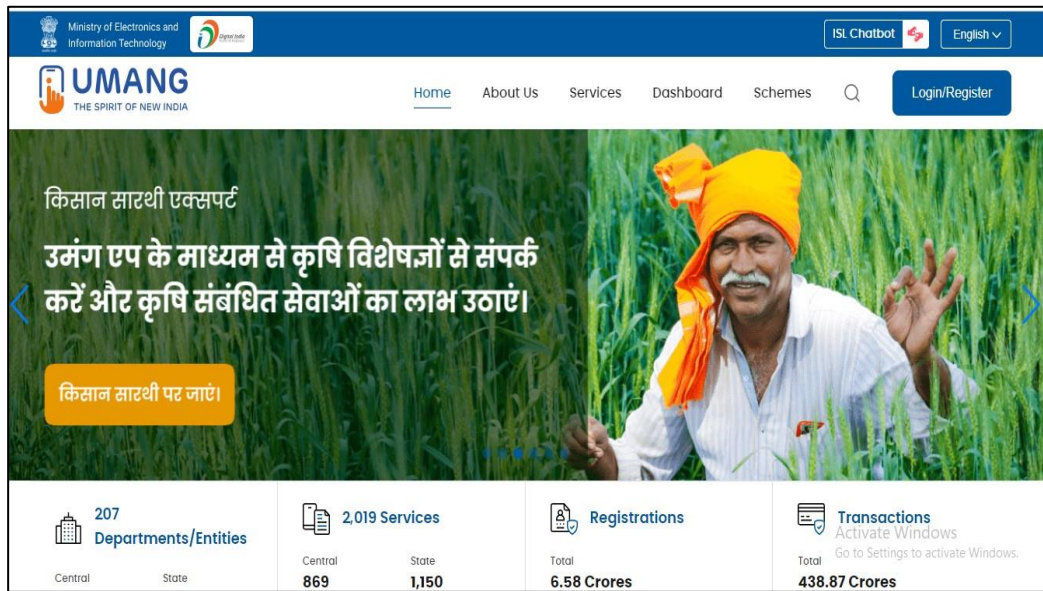 Ministry of Electronics and
Information Technology
Digital India
ISL Chatbot
English
UMANG
THE SPIRIT OF NEW INDIA
Home About Us Services Dashboard Schemes
Login/Register
किसान सारथी एक्सपर्ट
उमंग एप के माध्यम से कृषि विशेषज्ञों से संपर्क
करें और कृषि संबंधित सेवाओं का लाभ उठाएं।
किसान सारथी पर जाएं।
207
Departments/Entities
Central State
2,019 Services
Central State
869 1,150
Registrations
Total
6.58 Crores
Transactions
Total
438.87 Crores
Activate Windows
Go to Settings to activate Windows.